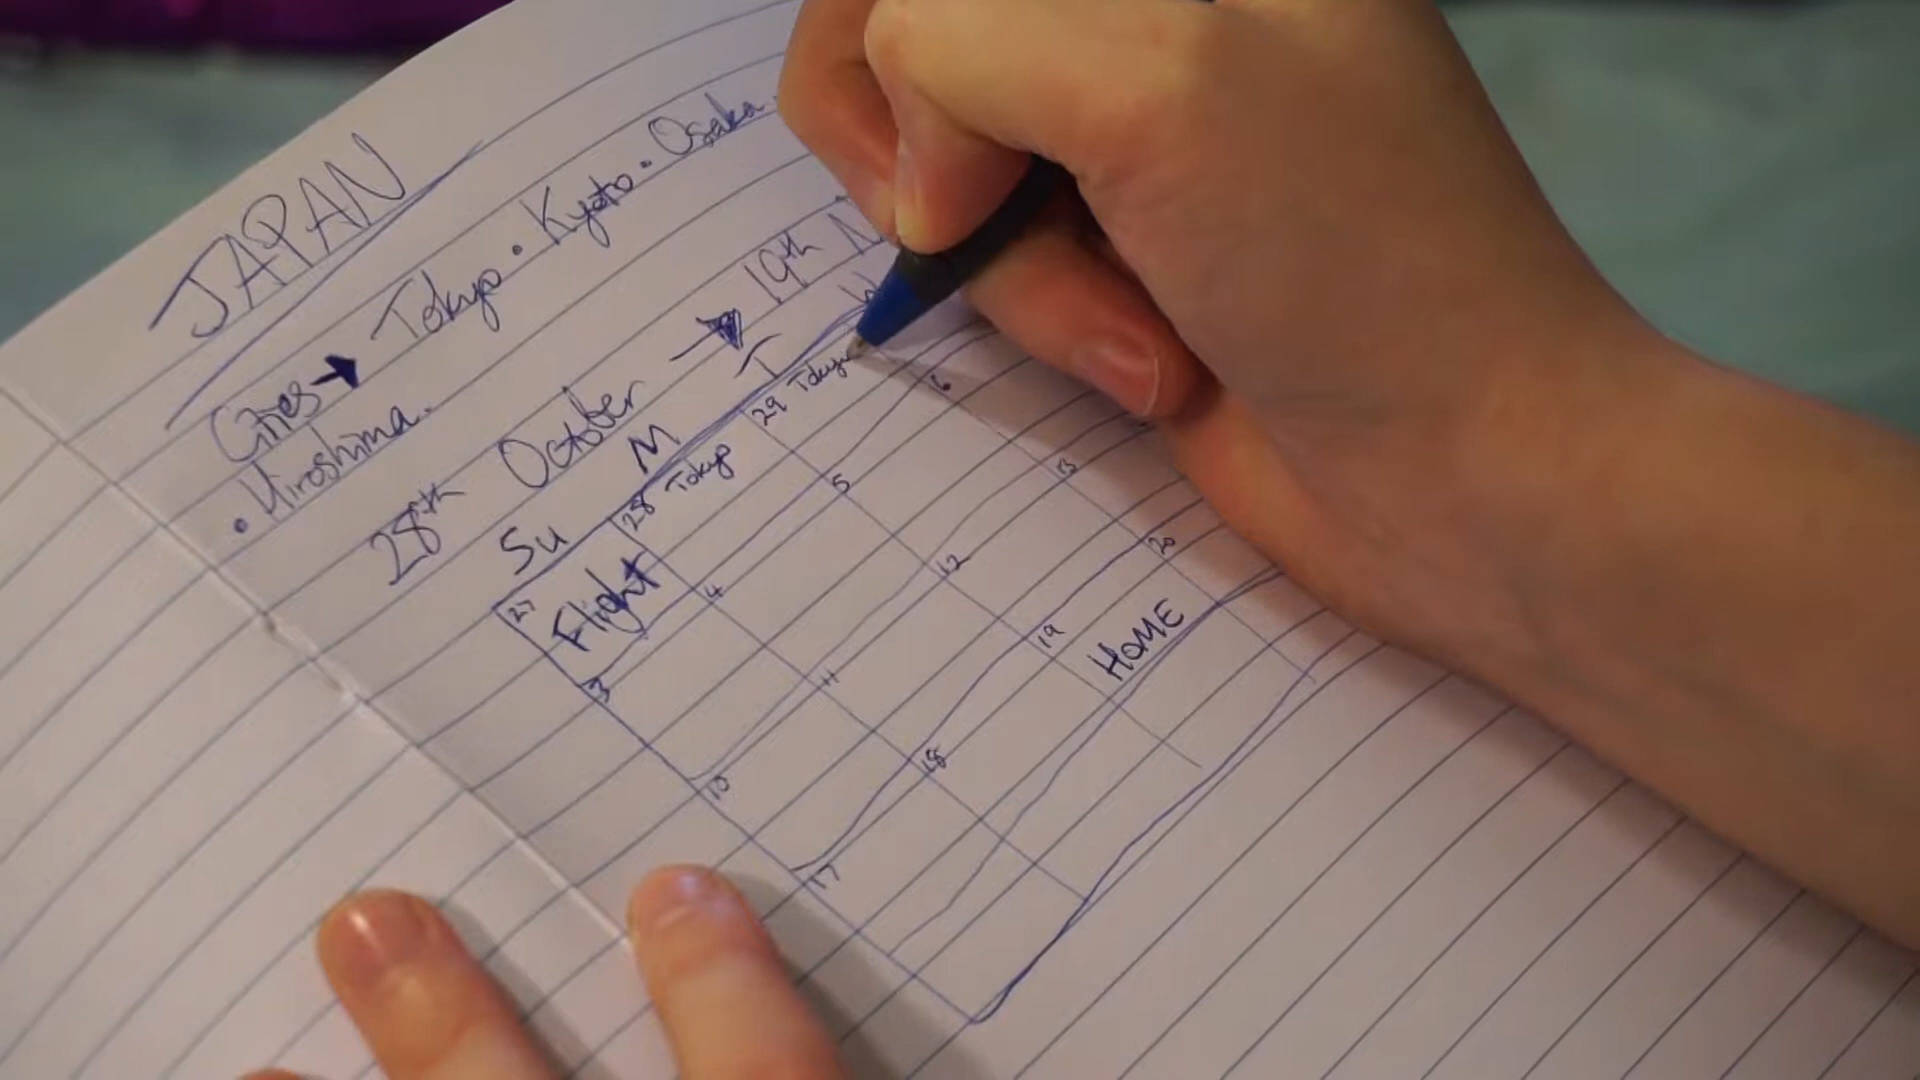 JAPAN
Cities → Tokyo • Kyoto • Osaka
• Hiroshima.
28th October → 19th N
Su M T W
27 Flight 28 Tokyo 29 Tokyo
3 4 5 6
10 11 12 13
17 18 19 20
HOME